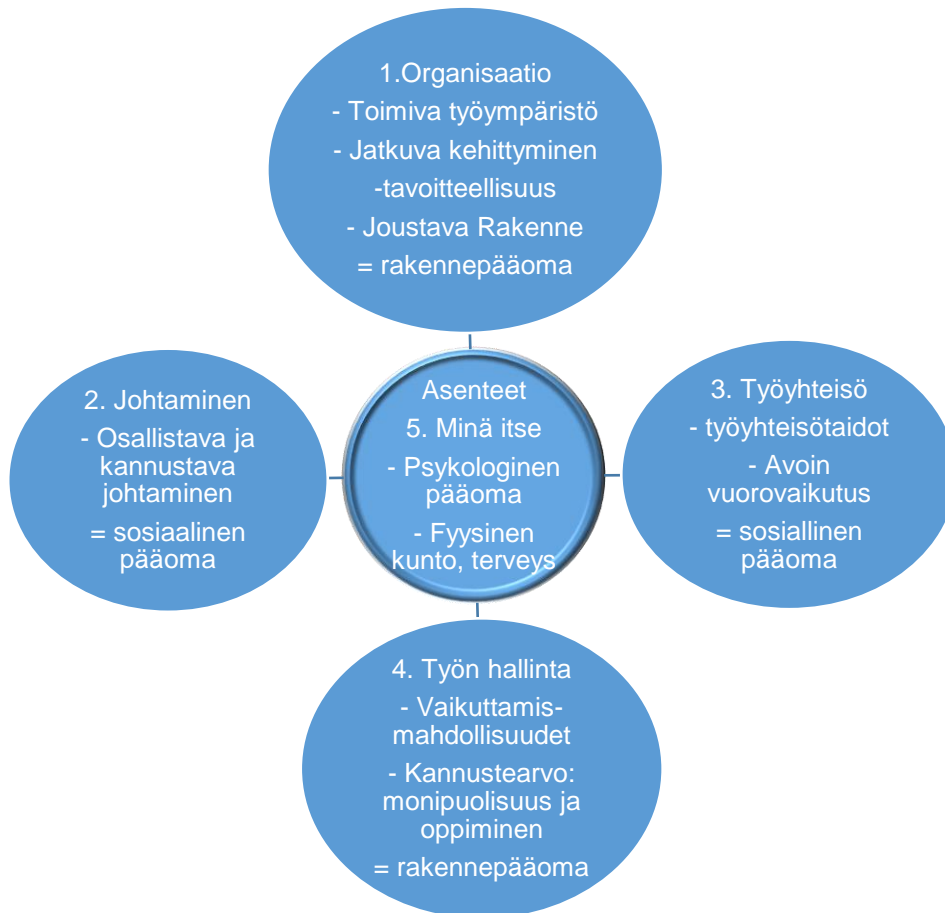 1.Organisaatio
- Toimiva työympäristö
- Jatkuva kehittyminen
-tavoitteellisuus
- Joustava Rakenne
= rakennepääoma
2. Johtaminen
- Osallistava ja
kannustava
johtaminen
= sosiaalinen
pääoma
Asenteet
5. Minä itse
- Psykologinen
pääoma
- Fyysinen
kunto, terveys
3. Työyhteisö
- työyhteisötaidot
- Avoin
vuorovaikutus
= sosiallinen
pääoma
4. Työn hallinta
- Vaikuttamis-
mahdollisuudet
- Kannustearvo:
monipuolisuus ja
oppiminen
= rakennepääoma